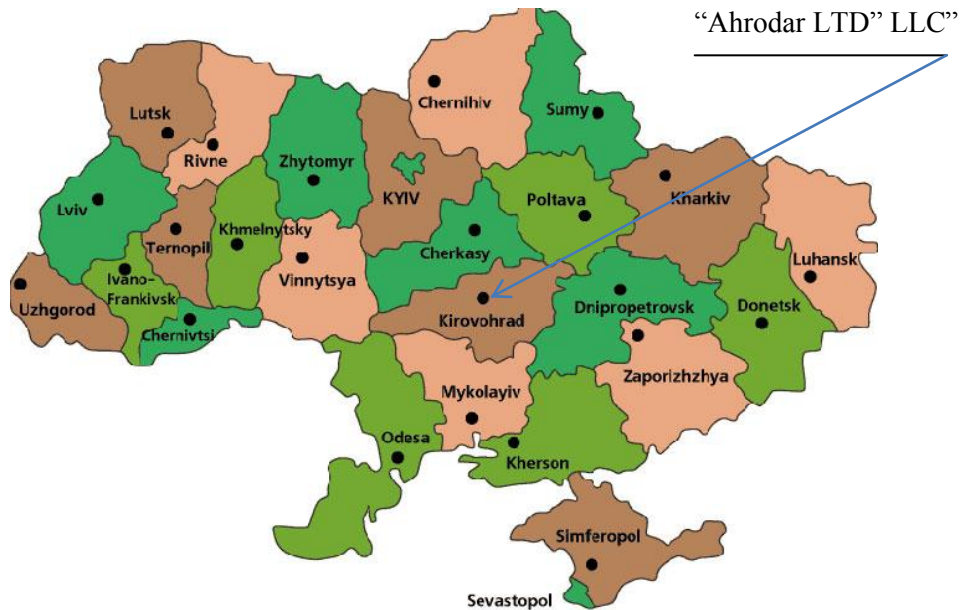 “Ahrodar LTD” LLC”
Chernihiv
Sumy
Lutsk
Rivne
Zhytomyr
KYIV
Poltava
Kharkiv
Lviv
Ternopil
Khmelnytsky
Cherkasy
Luhansk
Ivano-
Frankivsk
Vinnytsya
Uzhgorod
Chernivtsi
Kirovohrad
Dnipropetrovsk
Donetsk
Zaporizhzhya
Mykolayiv
Odesa
Kherson
Simferopol
Sevastopol